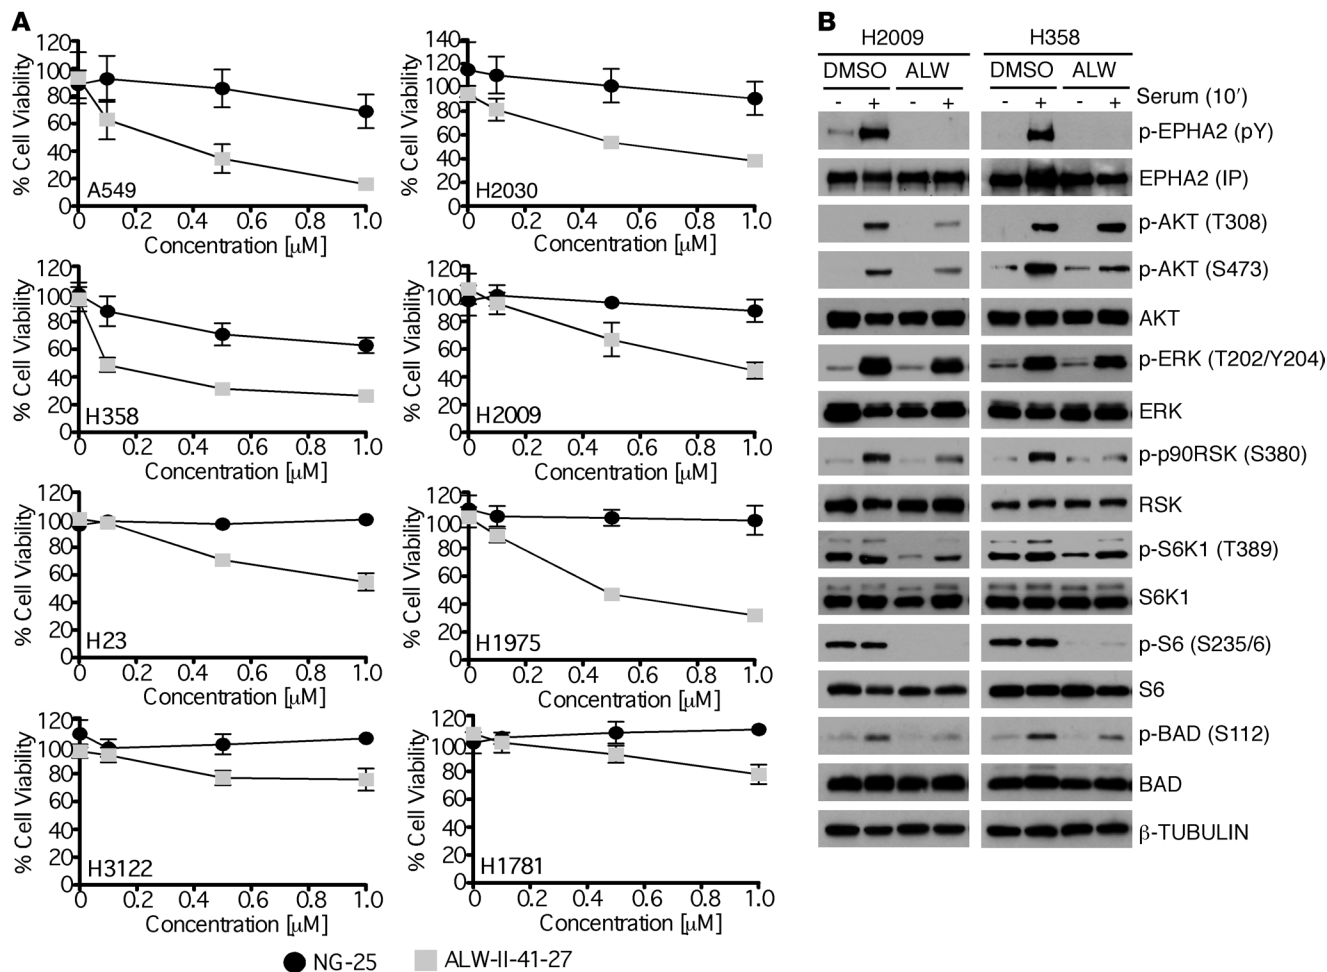 A
% Cell Viability
120
100
80
60
40
20
0
A549
0 0.2 0.4 0.6 0.8 1.0
Concentration [µM]
% Cell Viability
140
120
100
80
60
40
20
0
H2030
0 0.2 0.4 0.6 0.8 1.0
Concentration [µM]
% Cell Viability
120
100
80
60
40
20
0
H358
0 0.2 0.4 0.6 0.8 1.0
Concentration [µM]
% Cell Viability
120
100
80
60
40
20
0
H2009
0 0.2 0.4 0.6 0.8 1.0
Concentration [µM]
% Cell Viability
120
100
80
60
40
20
0
H23
0 0.2 0.4 0.6 0.8 1.0
Concentration [µM]
% Cell Viability
120
100
80
60
40
20
0
H1975
0 0.2 0.4 0.6 0.8 1.0
Concentration [µM]
% Cell Viability
120
100
80
60
40
20
0
H3122
0 0.2 0.4 0.6 0.8 1.0
Concentration [µM]
% Cell Viability
120
100
80
60
40
20
0
H1781
0 0.2 0.4 0.6 0.8 1.0
Concentration [µM]
NG-25 ALW-II-41-27
B
H2009 H358
DMSO ALW DMSO ALW
- + - + - + - + Serum (10′)
p-EPHA2 (pY)
EPHA2 (IP)
p-AKT (T308)
p-AKT (S473)
AKT
p-ERK (T202/Y204)
ERK
p-p90RSK (S380)
RSK
p-S6K1 (T389)
S6K1
p-S6 (S235/6)
S6
p-BAD (S112)
BAD
β-TUBULIN